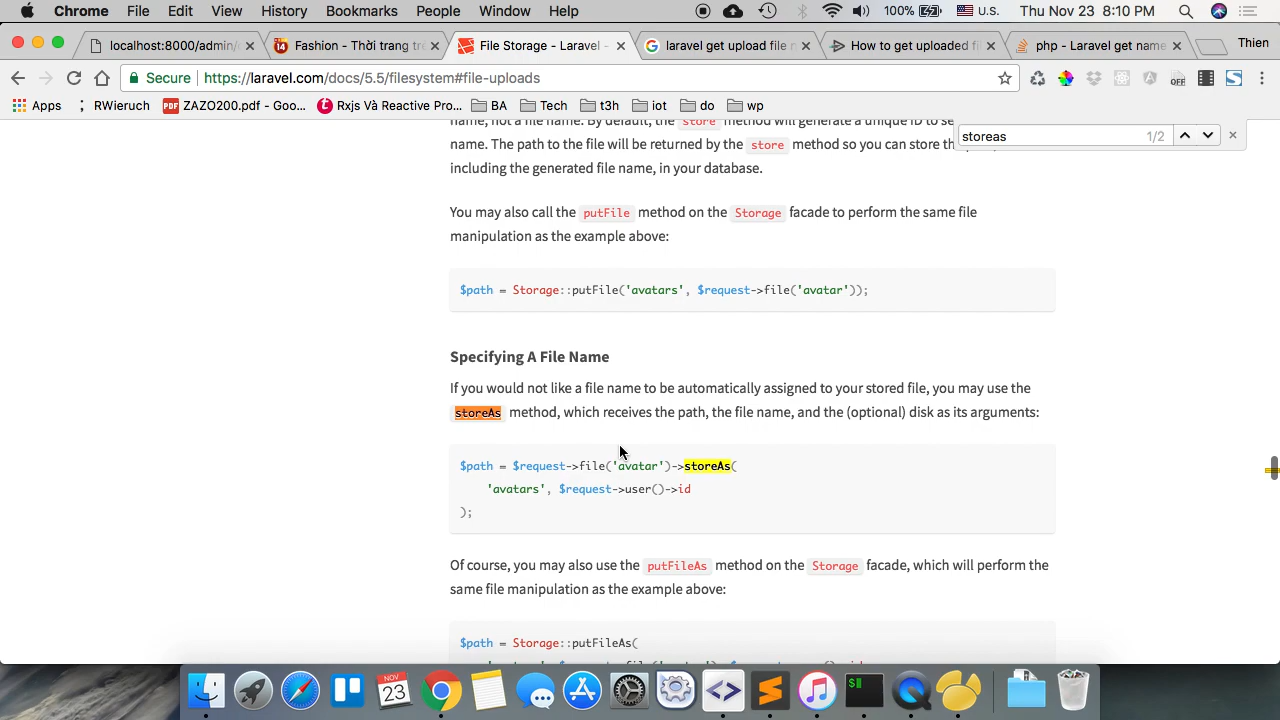 Chrome File Edit View History Bookmarks People Window Help 100% U.S. Thu Nov 23 8:10 PM
localhost:8000/admin/
14 Fashion - Thời trang tr
File Storage - Laravel -
laravel get upload file n
How to get uploaded fi
php - Laravel get name
Thien
Secure https://laravel.com/docs/5.5/filesystem#file-uploads OFF
Apps RWieruch PDF ZAZO200.pdf - Goo... Rxjs Và Reactive Pro... BA Tech t3h iot do wp
storeas 1/2
name, not a file name. By default, the store method will generate a unique ID to se
name. The path to the file will be returned by the store method so you can store th
including the generated file name, in your database.
You may also call the putFile method on the Storage facade to perform the same file
manipulation as the example above:
$path = Storage::putFile('avatars', $request->file('avatar'));
Specifying A File Name
If you would not like a file name to be automatically assigned to your stored file, you may use the
storeAs method, which receives the path, the file name, and the (optional) disk as its arguments:
$path = $request->file('avatar')->storeAs(
'avatars', $request->user()->id
);
Of course, you may also use the putFileAs method on the Storage facade, which will perform the
same file manipulation as the example above:
$path = Storage::putFileAs(
NOV
23